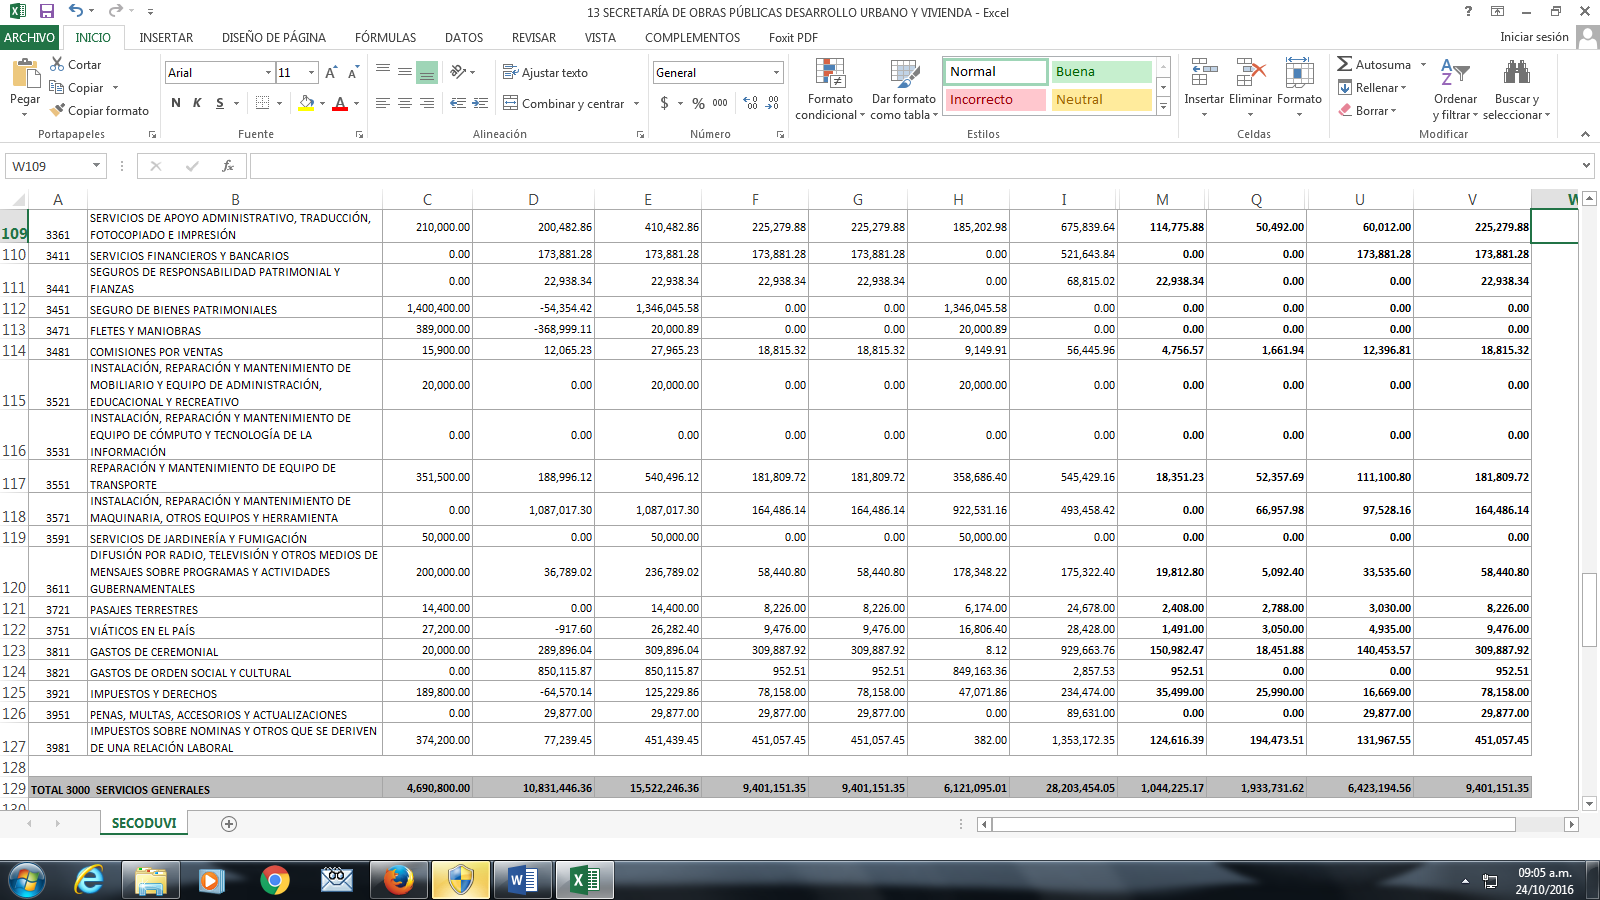 13 SECRETARÍA DE OBRAS PÚBLICAS DESARROLLO URBANO Y VIVIENDA - Excel
ARCHIVO INICIO INSERTAR DISEÑO DE PÁGINA FÓRMULAS DATOS REVISAR VISTA COMPLEMENTOS Foxit PDF Iniciar sesión
Pegar
Cortar
Copiar
Copiar formato
Portapapeles
Arial 11
N K S
Fuente
Ajustar texto
Combinar y centrar
Alineación
General
$ % 000
Número
Formato condicional
Dar formato como tabla
Normal Buena
Incorrecto Neutral
Estilos
Insertar Eliminar Formato
Celdas
Autosuma
Rellenar
Borrar
Ordenar y filtrar
Buscar y seleccionar
Modificar
W109 fx
A B C D E F G H I M Q U V W
109 3361 SERVICIOS DE APOYO ADMINISTRATIVO, TRADUCCIÓN, FOTOCOPIADO E IMPRESIÓN 210,000.00 200,482.86 410,482.86 225,279.88 225,279.88 185,202.98 675,839.64 114,775.88 50,492.00 60,012.00 225,279.88
110 3411 SERVICIOS FINANCIEROS Y BANCARIOS 0.00 173,881.28 173,881.28 173,881.28 173,881.28 0.00 521,643.84 0.00 0.00 173,881.28 173,881.28
111 3441 SEGUROS DE RESPONSABILIDAD PATRIMONIAL Y FIANZAS 0.00 22,938.34 22,938.34 22,938.34 22,938.34 0.00 68,815.02 22,938.34 0.00 0.00 22,938.34
112 3451 SEGURO DE BIENES PATRIMONIALES 1,400,400.00 -54,354.42 1,346,045.58 0.00 0.00 1,346,045.58 0.00 0.00 0.00 0.00 0.00
113 3471 FLETES Y MANIOBRAS 389,000.00 -368,999.11 20,000.89 0.00 0.00 20,000.89 0.00 0.00 0.00 0.00 0.00
114 3481 COMISIONES POR VENTAS 15,900.00 12,065.23 27,965.23 18,815.32 18,815.32 9,149.91 56,445.96 4,756.57 1,661.94 12,396.81 18,815.32
115 3521 INSTALACIÓN, REPARACIÓN Y MANTENIMIENTO DE MOBILIARIO Y EQUIPO DE ADMINISTRACIÓN, EDUCACIONAL Y RECREATIVO 20,000.00 0.00 20,000.00 0.00 0.00 20,000.00 0.00 0.00 0.00 0.00 0.00
116 3531 INSTALACIÓN, REPARACIÓN Y MANTENIMIENTO DE EQUIPO DE CÓMPUTO Y TECNOLOGÍA DE LA INFORMACIÓN 0.00 0.00 0.00 0.00 0.00 0.00 0.00 0.00 0.00 0.00 0.00
117 3551 REPARACIÓN Y MANTENIMIENTO DE EQUIPO DE TRANSPORTE 351,500.00 188,996.12 540,496.12 181,809.72 181,809.72 358,686.40 545,429.16 18,351.23 52,357.69 111,100.80 181,809.72
118 3571 INSTALACIÓN, REPARACIÓN Y MANTENIMIENTO DE MAQUINARIA, OTROS EQUIPOS Y HERRAMIENTA 0.00 1,087,017.30 1,087,017.30 164,486.14 164,486.14 922,531.16 493,458.42 0.00 66,957.98 97,528.16 164,486.14
119 3591 SERVICIOS DE JARDINERÍA Y FUMIGACIÓN 50,000.00 0.00 50,000.00 0.00 0.00 50,000.00 0.00 0.00 0.00 0.00 0.00
120 3611 DIFUSIÓN POR RADIO, TELEVISIÓN Y OTROS MEDIOS DE MENSAJES SOBRE PROGRAMAS Y ACTIVIDADES GUBERNAMENTALES 200,000.00 36,789.02 236,789.02 58,440.80 58,440.80 178,348.22 175,322.40 19,812.80 5,092.40 33,535.60 58,440.80
121 3721 PASAJES TERRESTRES 14,400.00 0.00 14,400.00 8,226.00 8,226.00 6,174.00 24,678.00 2,408.00 2,788.00 3,030.00 8,226.00
122 3751 VIÁTICOS EN EL PAÍS 27,200.00 -917.60 26,282.40 9,476.00 9,476.00 16,806.40 28,428.00 1,491.00 3,050.00 4,935.00 9,476.00
123 3811 GASTOS DE CEREMONIAL 20,000.00 289,896.04 309,896.04 309,887.92 309,887.92 8.12 929,663.76 150,982.47 18,451.88 140,453.57 309,887.92
124 3821 GASTOS DE ORDEN SOCIAL Y CULTURAL 0.00 850,115.87 850,115.87 952.51 952.51 849,163.36 2,857.53 952.51 0.00 0.00 952.51
125 3921 IMPUESTOS Y DERECHOS 189,800.00 -64,570.14 125,229.86 78,158.00 78,158.00 47,071.86 234,474.00 35,499.00 25,990.00 16,669.00 78,158.00
126 3951 PENAS, MULTAS, ACCESORIOS Y ACTUALIZACIONES 0.00 29,877.00 29,877.00 29,877.00 29,877.00 0.00 89,631.00 0.00 0.00 29,877.00 29,877.00
127 3981 IMPUESTOS SOBRE NOMINAS Y OTROS QUE SE DERIVEN DE UNA RELACIÓN LABORAL 374,200.00 77,239.45 451,439.45 451,057.45 451,057.45 382.00 1,353,172.35 124,616.39 194,473.51 131,967.55 451,057.45
128
129 TOTAL 3000 SERVICIOS GENERALES 4,690,800.00 10,831,446.36 15,522,246.36 9,401,151.35 9,401,151.35 6,121,095.01 28,203,454.05 1,044,225.17 1,933,731.62 6,423,194.56 9,401,151.35
130
SECODUVI
09:05 a.m.
24/10/2016